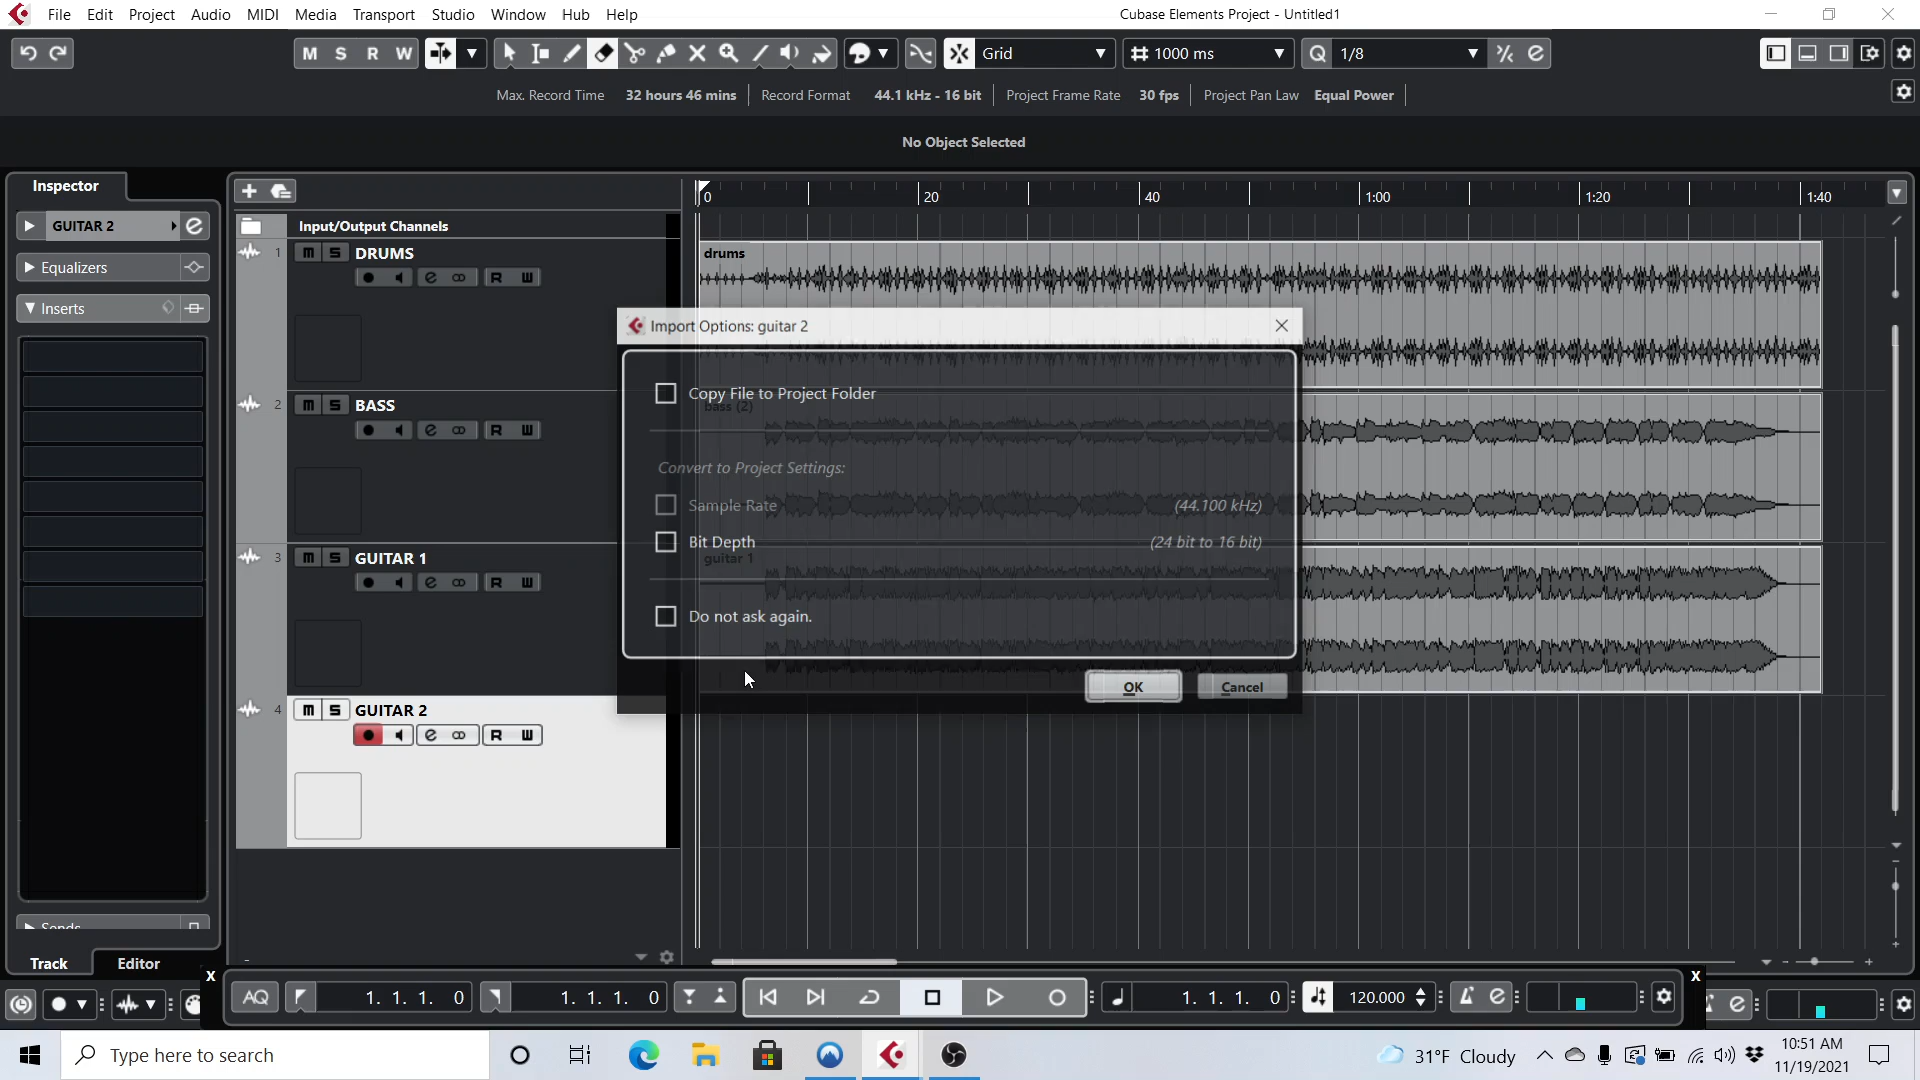 File Edit Project Audio MIDI Media Transport Studio Window Hub Help
Cubase Elements Project - Untitled1
M S R W
Grid
1000 ms
Q 1/8
Max. Record Time 32 hours 46 mins
Record Format 44.1 kHz - 16 bit
Project Frame Rate 30 fps
Project Pan Law Equal Power
No Object Selected
Inspector
GUITAR 2
Equalizers
Inserts
Sends
Track Editor
Input/Output Channels
0 20 40 1:00 1:20 1:40
1 m S DRUMS
R W
2 m S BASS
R W
3 m S GUITAR 1
R W
4 m S GUITAR 2
R W
drums
bass (2)
guitar 1
Import Options: guitar 2
Copy File to Project Folder
Convert to Project Settings:
Sample Rate (44.100 kHz)
Bit Depth (24 bit to 16 bit)
Do not ask again.
OK Cancel
X X
AQ 1. 1. 1. 0 1. 1. 1. 0 1. 1. 1. 0 120.000
Type here to search
31°F Cloudy
10:51 AM
11/19/2021